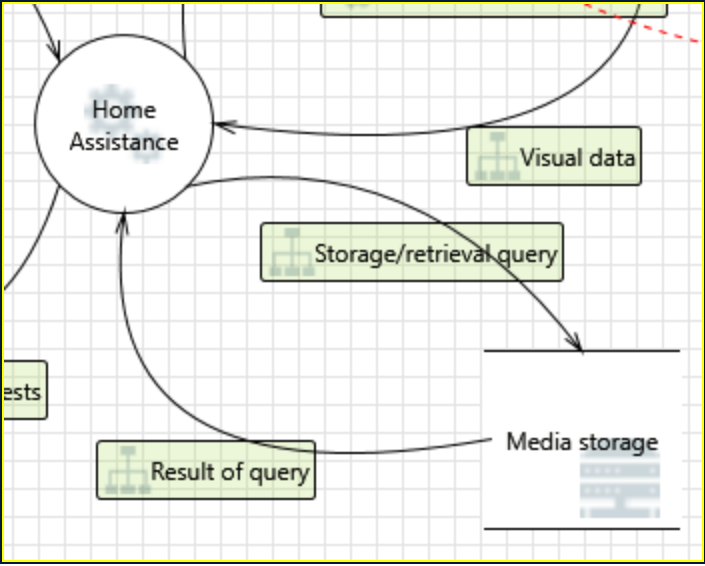 Home
Assistance
Visual data
Storage/retrieval query
ests
Media storage
Result of query